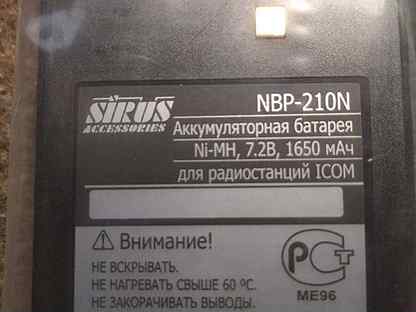 SIRUS
ACCESSORIES
NBP-210N
Аккумуляторная батарея
Ni-MH, 7.2В, 1650 мАч
для радиостанций ICOM
Внимание!
НЕ ВСКРЫВАТЬ.
НЕ НАГРЕВАТЬ СВЫШЕ 60 ºС.
НЕ ЗАКОРАЧИВАТЬ ВЫВОДЫ.
РСТ
МЕ96